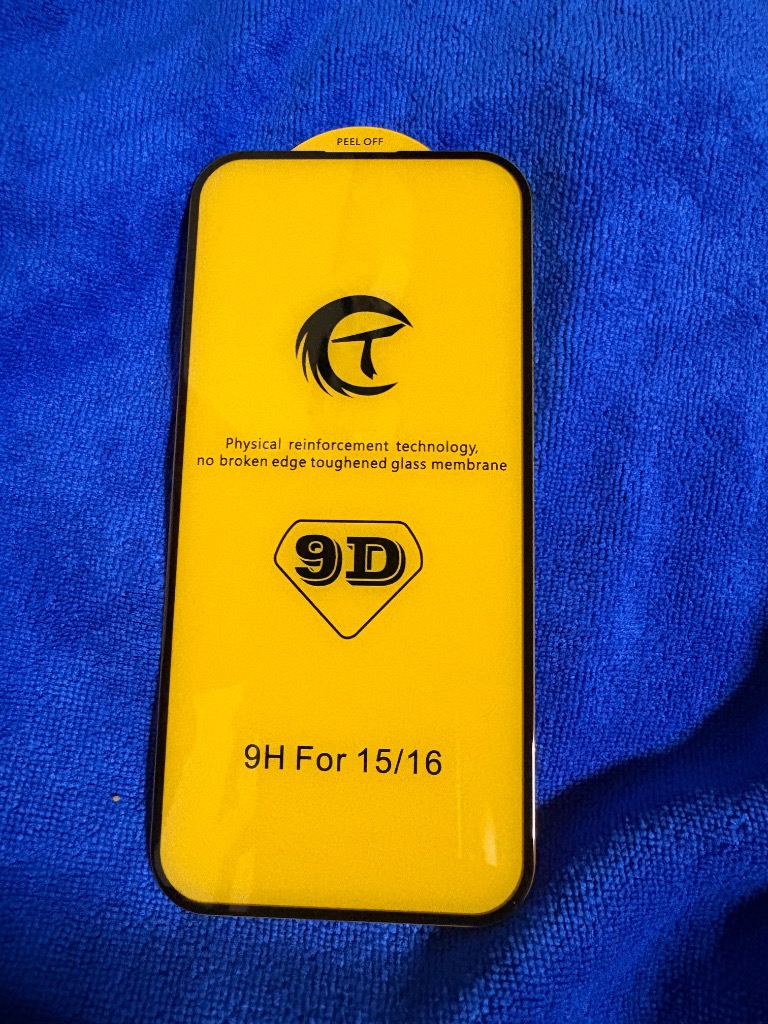 PEEL OFF
T
Physical reinforcement technology,
no broken edge toughened glass membrane
9D
9H For 15/16